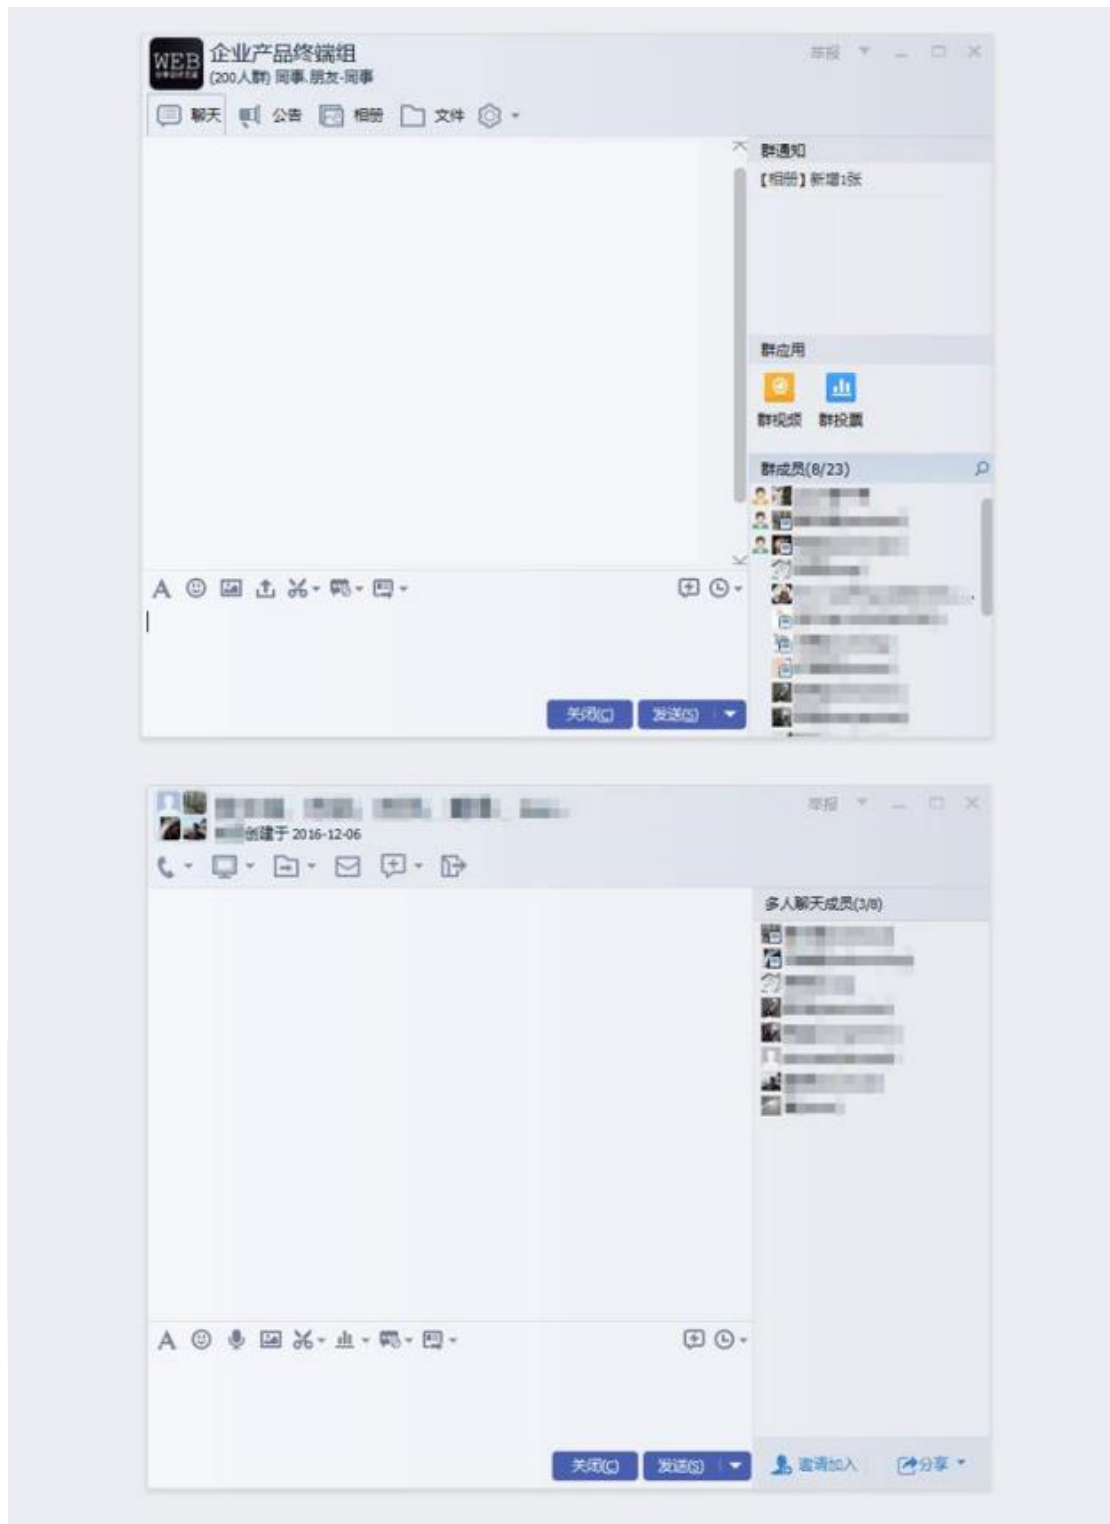 WEB
企业产品终端组
(200人群) 同事.朋友-同事
举报
聊天 公告 相册 文件
群通知
【相册】新增1张
群应用
群视频 群投票
群成员(8/23)
关闭(C) 发送(S)
创建于 2016-12-06
举报
多人聊天成员(3/8)
关闭(C) 发送(S)
邀请加入 分享